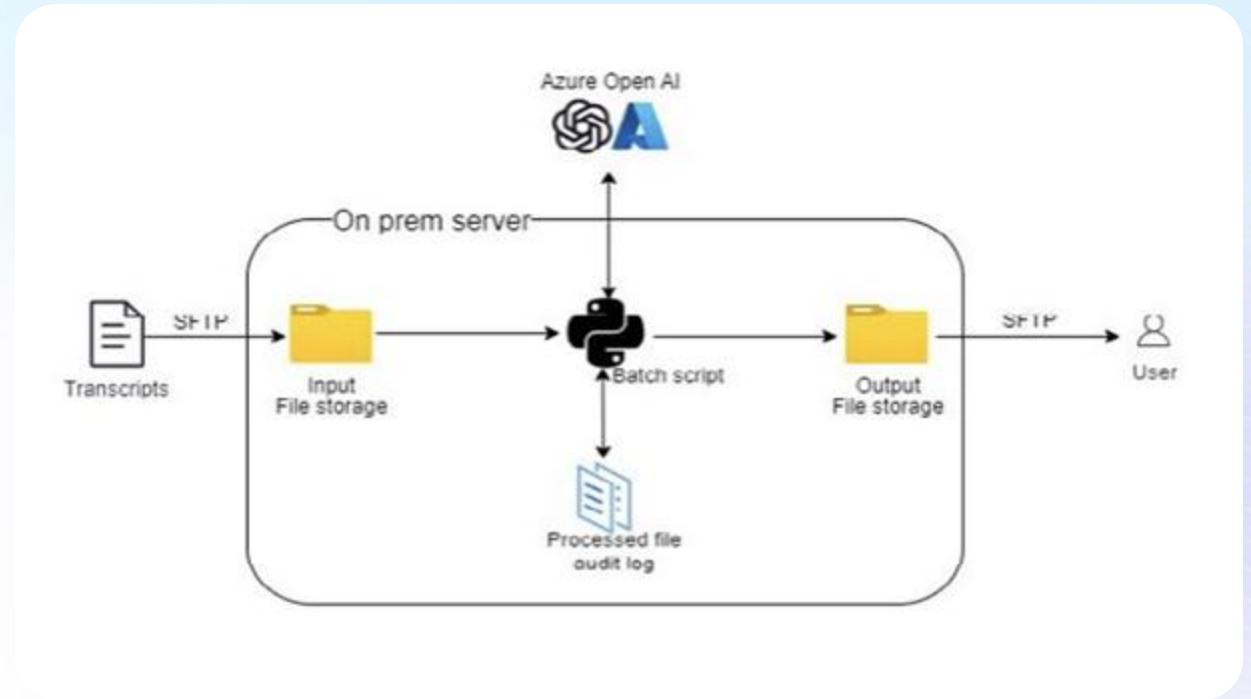 Azure Open AI
On prem server
SFTP
SFTP
Transcripts
Input
File storage
Batch script
Output
File storage
User
Processed file
audit log